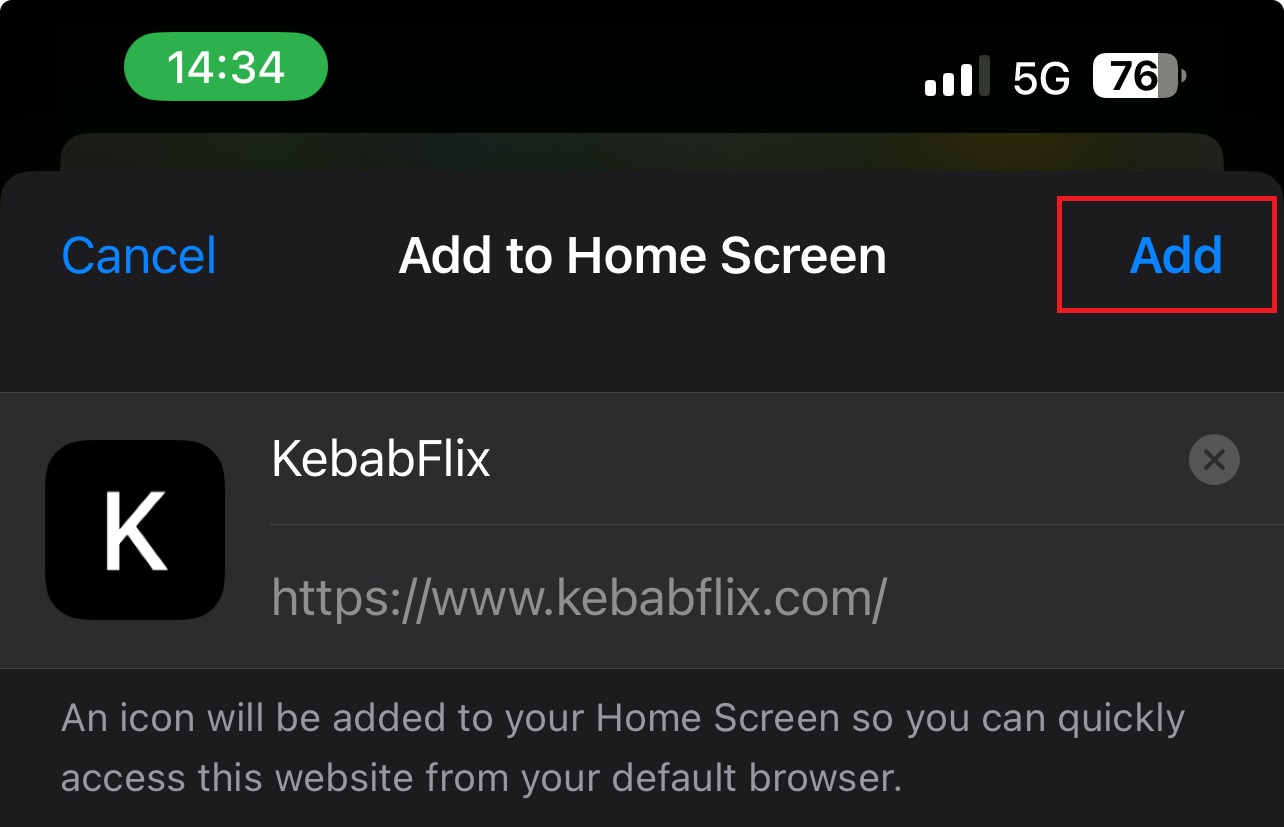 14:34
5G 76
Cancel Add to Home Screen Add
K
KebabFlix
https://www.kebabflix.com/
An icon will be added to your Home Screen so you can quickly
access this website from your default browser.